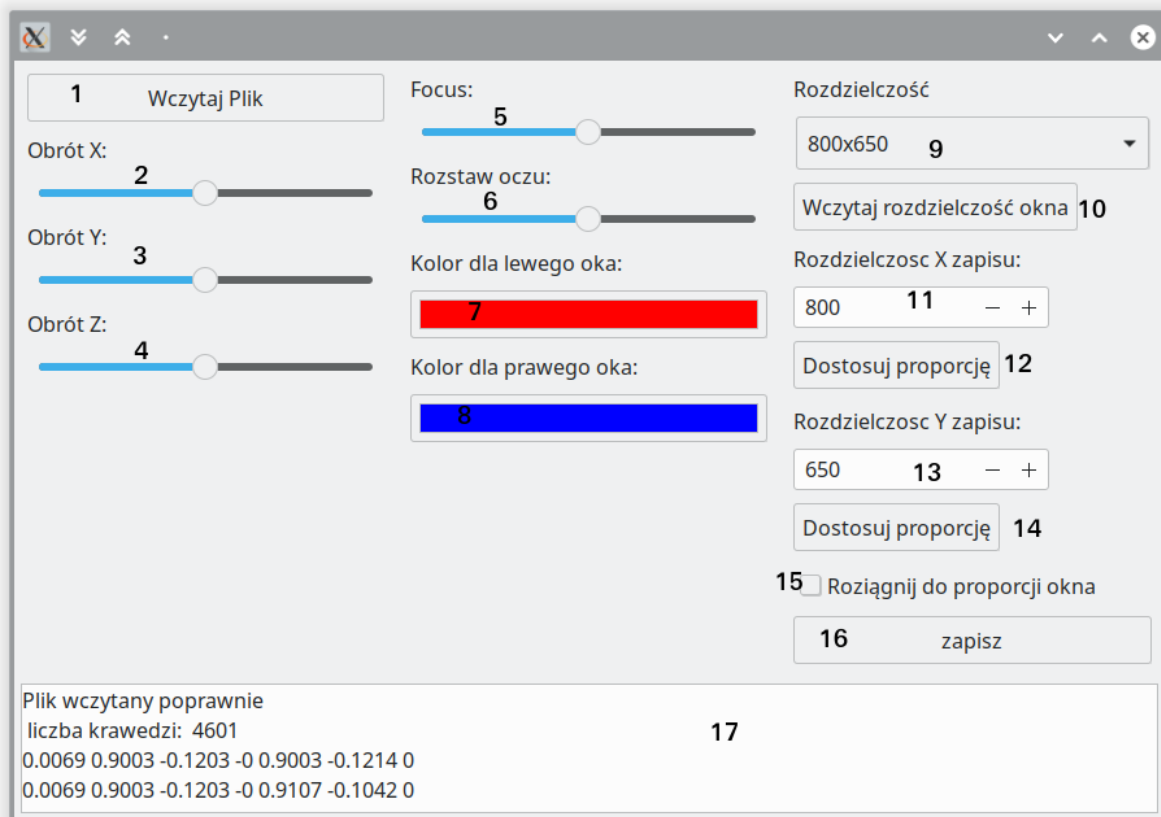 1 Wczytaj Plik
Obrót X:
2
Obrót Y:
3
Obrót Z:
4
Focus:
5
Rozstaw oczu:
6
Kolor dla lewego oka:
7
Kolor dla prawego oka:
8
Rozdzielczość
800x650 9
Wczytaj rozdzielczość okna 10
Rozdzielczosc X zapisu:
800 11 − +
Dostosuj proporcję 12
Rozdzielczosc Y zapisu:
650 13 − +
Dostosuj proporcję 14
15 Roziągnij do proporcji okna
16 zapisz
Plik wczytany poprawnie
liczba krawedzi: 4601
17
0.0069 0.9003 -0.1203 -0 0.9003 -0.1214 0
0.0069 0.9003 -0.1203 -0 0.9107 -0.1042 0